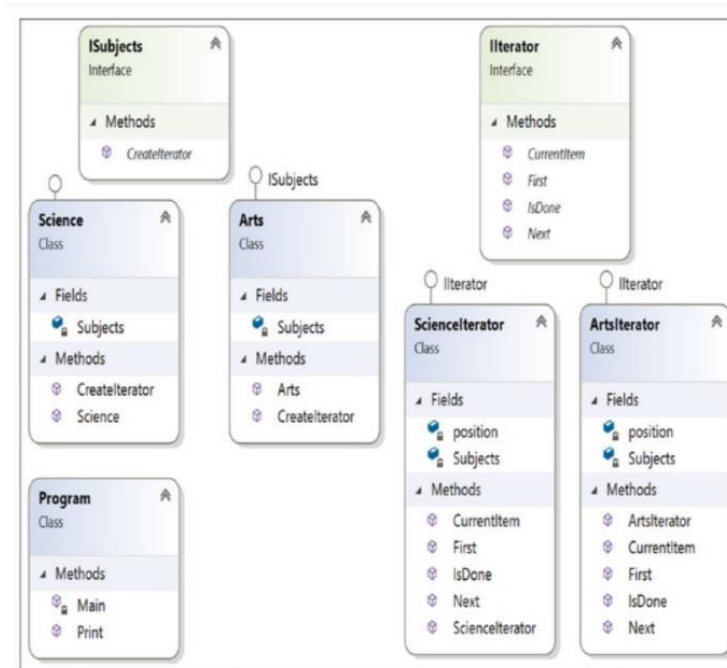 ISubjects
Interface
Methods
CreateIterator
IIterator
Interface
Methods
CurrentItem
First
IsDone
Next
Science
Class
Fields
Subjects
Methods
CreateIterator
Science
ISubjects
Arts
Class
Fields
Subjects
Methods
Arts
CreateIterator
IIterator
ScienceIterator
Class
Fields
position
Subjects
Methods
CurrentItem
First
IsDone
Next
ScienceIterator
IIterator
ArtsIterator
Class
Fields
position
Subjects
Methods
ArtsIterator
CurrentItem
First
IsDone
Next
Program
Class
Methods
Main
Print